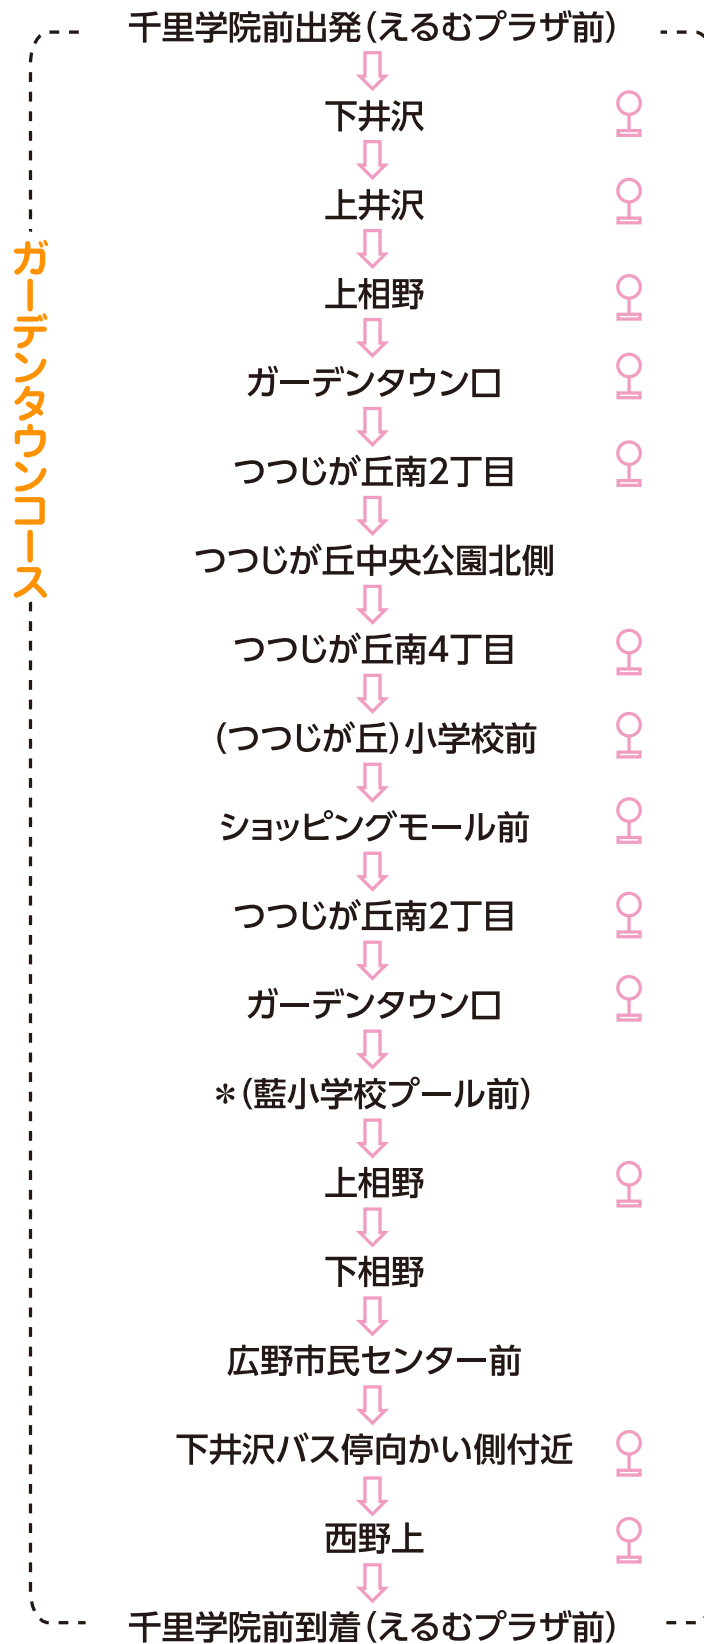 千里学院前出発(えるむプラザ前)
下井沢
上井沢
上相野
ガーデンタウン口
つつじが丘南2丁目
つつじが丘中央公園北側
つつじが丘南4丁目
(つつじが丘)小学校前
ショッピングモール前
つつじが丘南2丁目
ガーデンタウン口
＊(藍小学校プール前)
上相野
下相野
広野市民センター前
下井沢バス停向かい側付近
西野上
千里学院前到着(えるむプラザ前)
ガーデンタウンコース